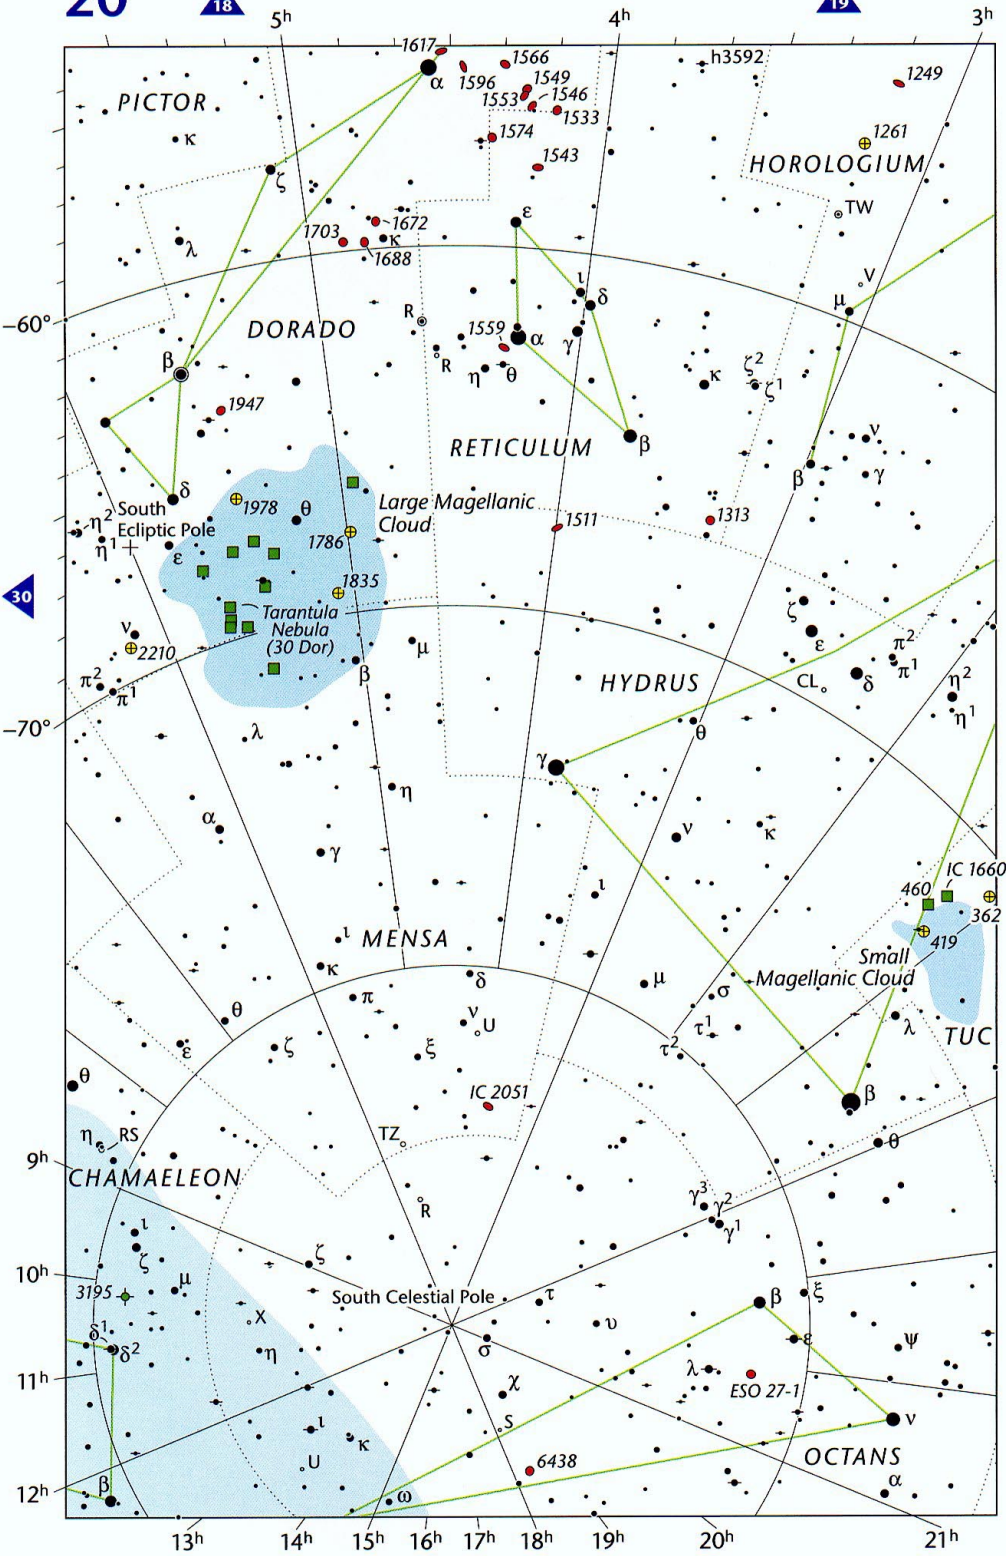 20
18
19
5h
4h
3h
1617
1566
h3592
α
1596
1549
1249
PICTOR
1553
1546
1533
κ
1574
1261
HOROLOGIUM
1543
ζ
TW
ε
1672
1703
κ
λ
1688
V
ι
δ
μ
R
–60°
DORADO
1559
α
γ
R
β
η
θ
κ
ζ²
ζ¹
1947
ν
RETICULUM
β
γ
β
δ
Large Magellanic
Cloud
South
Ecliptic Pole
1978
θ
η²
1511
1313
1786
η¹
ε
30
1835
ζ
Tarantula
Nebula
(30 Dor)
ν
ε
2210
μ
π²
π¹
β
HYDRUS
CL
δ
η²
π²
π¹
η¹
–70°
λ
θ
γ
η
α
ν
κ
γ
IC 1660
ι
460
362
ι
MENSA
419
κ
δ
Small
Magellanic Cloud
μ
π
σ
ν
U
θ
λ
τ¹
ε
ζ
ξ
τ²
TUC
θ
IC 2051
β
η
RS
TZ
θ
9h
CHAMAELEON
γ³
γ²
R
γ¹
ι
ζ
ζ
10h
3195
μ
South Celestial Pole
τ
β
ξ
X
υ
δ¹
δ²
η
σ
ε
ψ
λ
11h
χ
ESO 27-1
ι
S
ν
κ
U
6438
OCTANS
β
α
12h
ω
13h
14h
15h
16h
17h
18h
19h
20h
21h